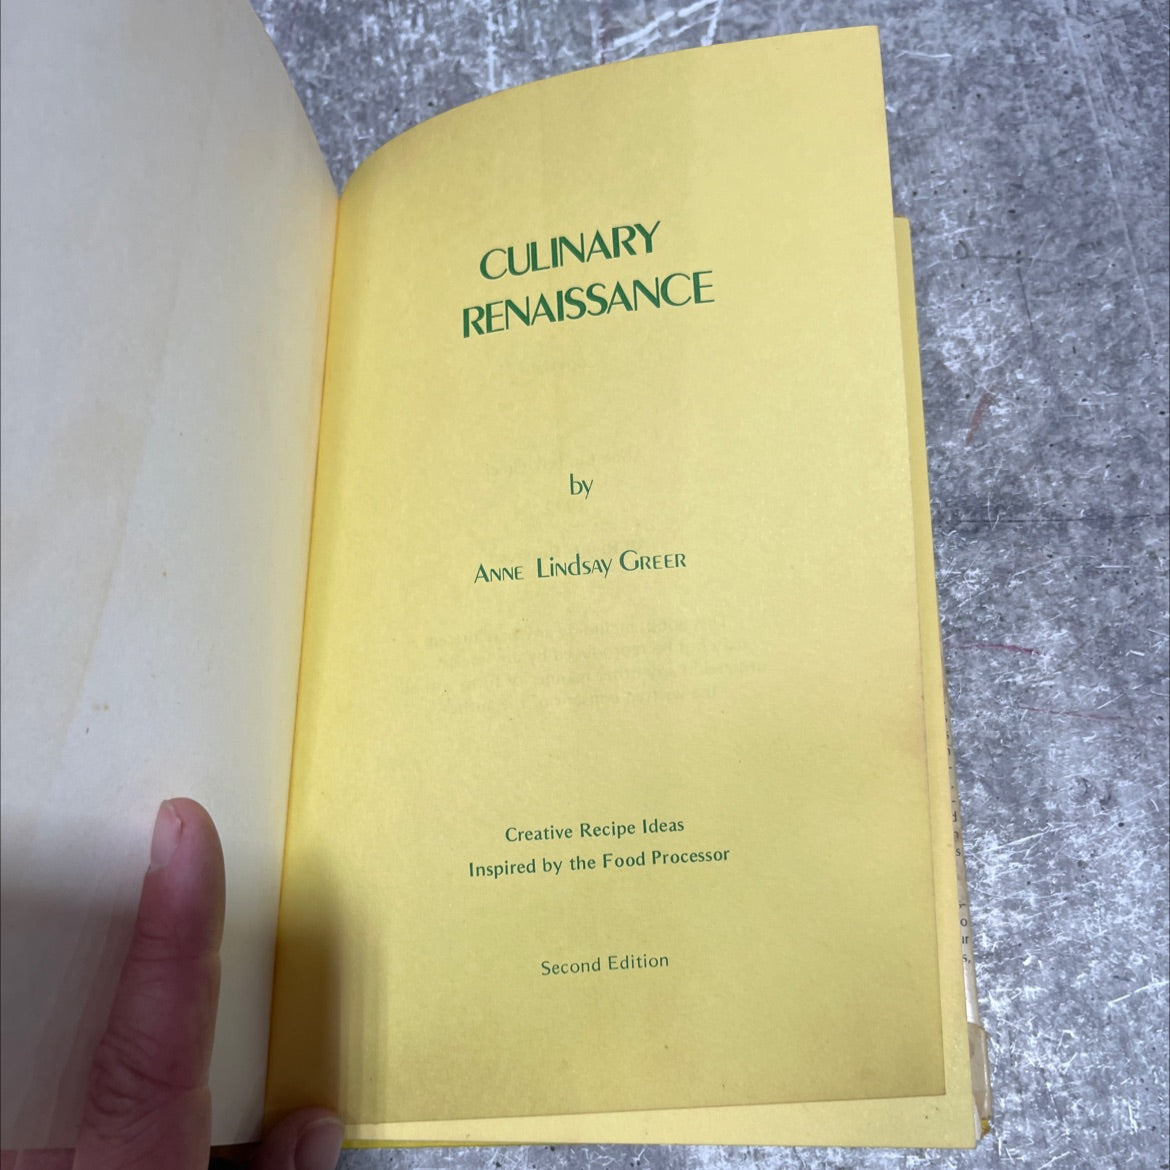 CULINARY
RENAISSANCE
by
ANNE LINDSAY GREER
Creative Recipe Ideas
Inspired by the Food Processor
Second Edition